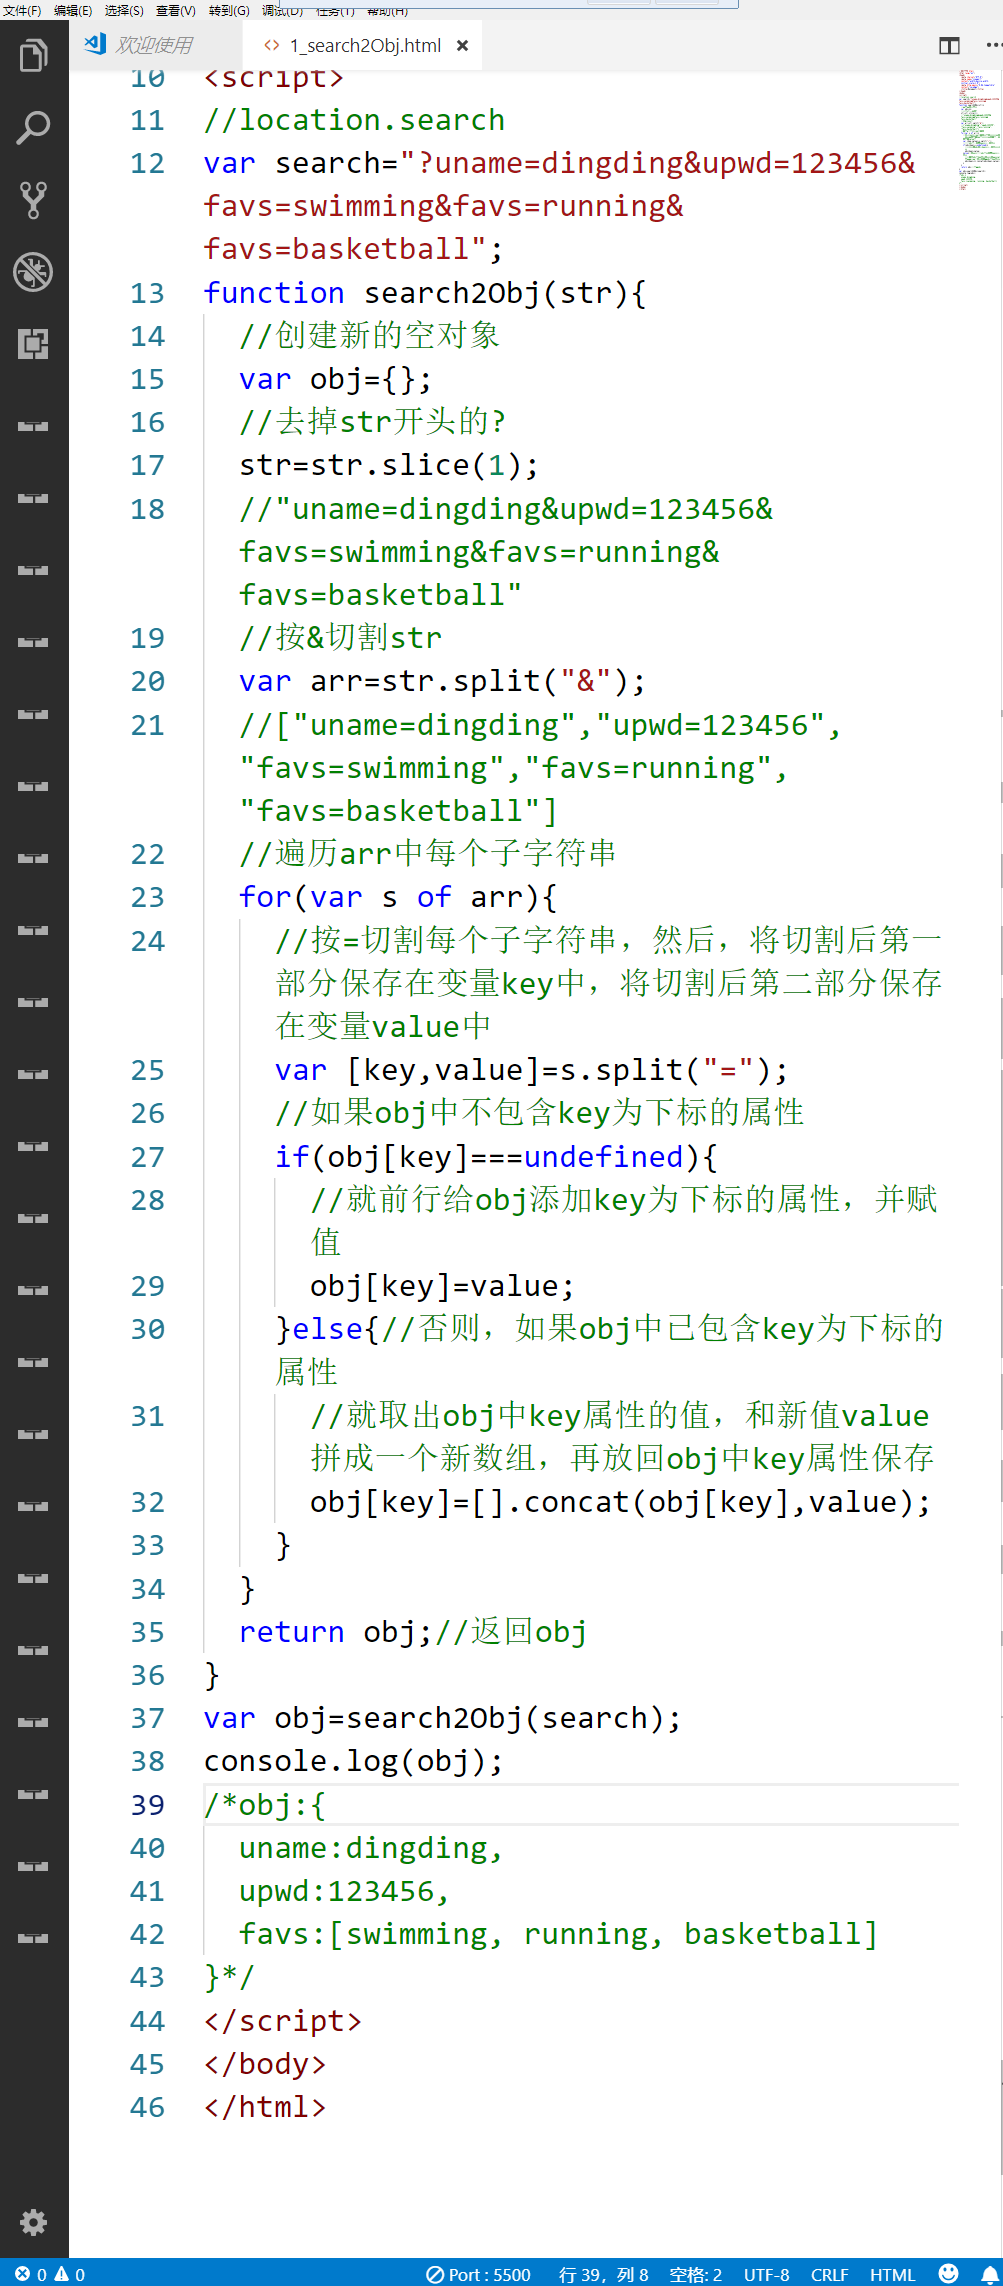 文件(F) 编辑(E) 选择(S) 查看(V) 转到(G) 调试(D) 任务(T) 帮助(H)
欢迎使用 <> 1_search2Obj.html ×
10 <script>
11 //location.search
12 var search="?uname=dingding&upwd=123456&
favs=swimming&favs=running&
favs=basketball";
13 function search2Obj(str){
14 //创建新的空对象
15 var obj={};
16 //去掉str开头的?
17 str=str.slice(1);
18 //"uname=dingding&upwd=123456&
favs=swimming&favs=running&
favs=basketball"
19 //按&切割str
20 var arr=str.split("&");
21 //["uname=dingding","upwd=123456",
"favs=swimming","favs=running",
"favs=basketball"]
22 //遍历arr中每个子字符串
23 for(var s of arr){
24 //按=切割每个子字符串，然后，将切割后第一
部分保存在变量key中，将切割后第二部分保存
在变量value中
25 var [key,value]=s.split("=");
26 //如果obj中不包含key为下标的属性
27 if(obj[key]===undefined){
28 //就前行给obj添加key为下标的属性，并赋
值
29 obj[key]=value;
30 }else{//否则，如果obj中已包含key为下标的
属性
31 //就取出obj中key属性的值，和新值value
拼成一个新数组，再放回obj中key属性保存
32 obj[key]=[].concat(obj[key],value);
33 }
34 }
35 return obj;//返回obj
36 }
37 var obj=search2Obj(search);
38 console.log(obj);
39 /*obj:{
40 uname:dingding,
41 upwd:123456,
42 favs:[swimming, running, basketball]
43 }*/
44 </script>
45 </body>
46 </html>
0 0 Port : 5500 行 39，列 8 空格: 2 UTF-8 CRLF HTML